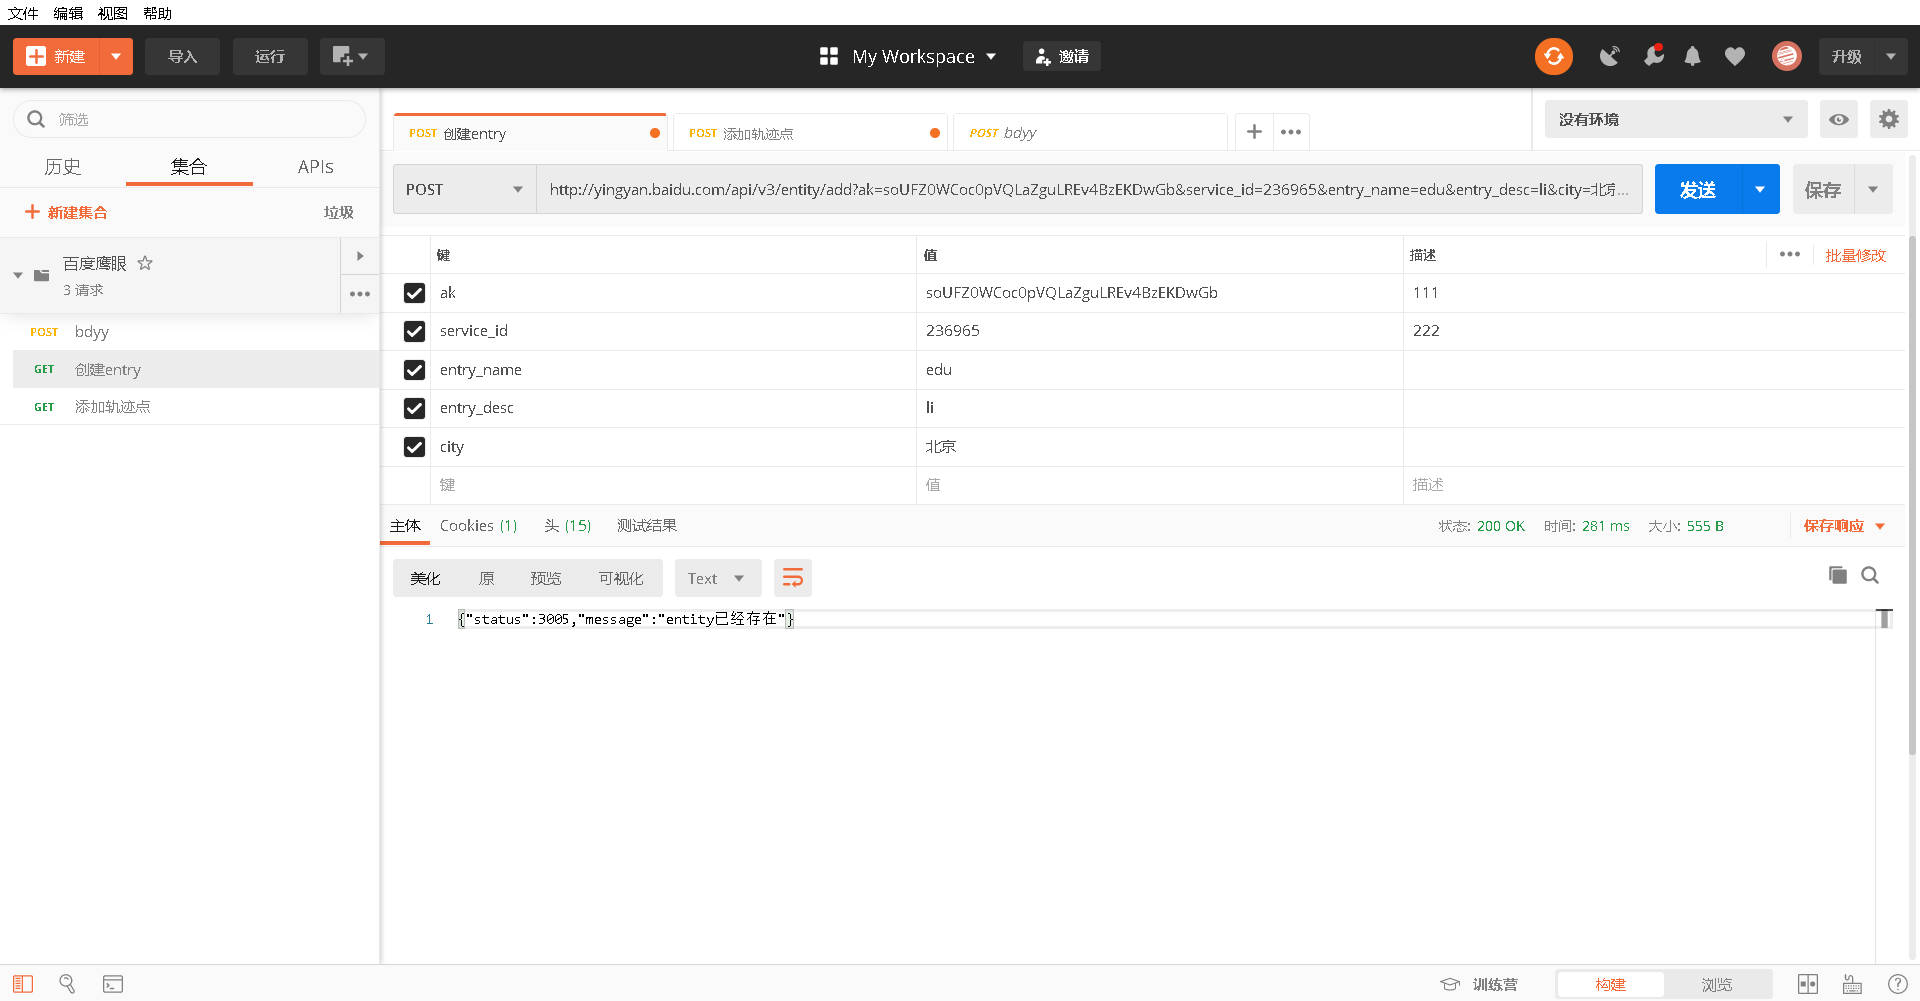 文件 编辑 视图 帮助
新建 导入 运行 My Workspace 邀请 升级
筛选
历史 集合 APIs
新建集合 垃圾
百度鹰眼
3 请求
POST bdyy
GET 创建entry
GET 添加轨迹点
POST 创建entry POST 添加轨迹点 POST bdyy 没有环境
POST http://yingyan.baidu.com/api/v3/entity/add?ak=soUFZ0WCoc0pVQLaZguLREv4BzEKDwGb&service_id=236965&entry_name=edu&entry_desc=li&city=北京... 发送 保存
键 值 描述 批量修改
ak soUFZ0WCoc0pVQLaZguLREv4BzEKDwGb 111
service_id 236965 222
entry_name edu
entry_desc li
city 北京
键 值 描述
主体 Cookies (1) 头 (15) 测试结果 状态: 200 OK 时间: 281 ms 大小: 555 B 保存响应
美化 原 预览 可视化 Text
1 {"status":3005,"message":"entity已经存在"}
训练营 构建 浏览